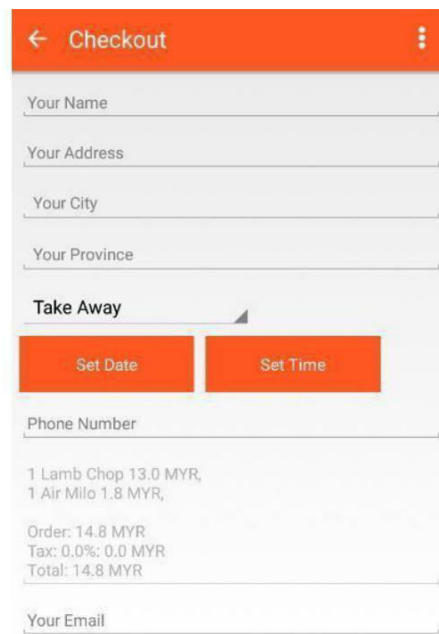 Checkout
Your Name
Your Address
Your City
Your Province
Take Away
Set Date Set Time
Phone Number
1 Lamb Chop 13.0 MYR,
1 Air Milo 1.8 MYR,
Order: 14.8 MYR
Tax: 0.0%: 0.0 MYR
Total: 14.8 MYR
Your Email